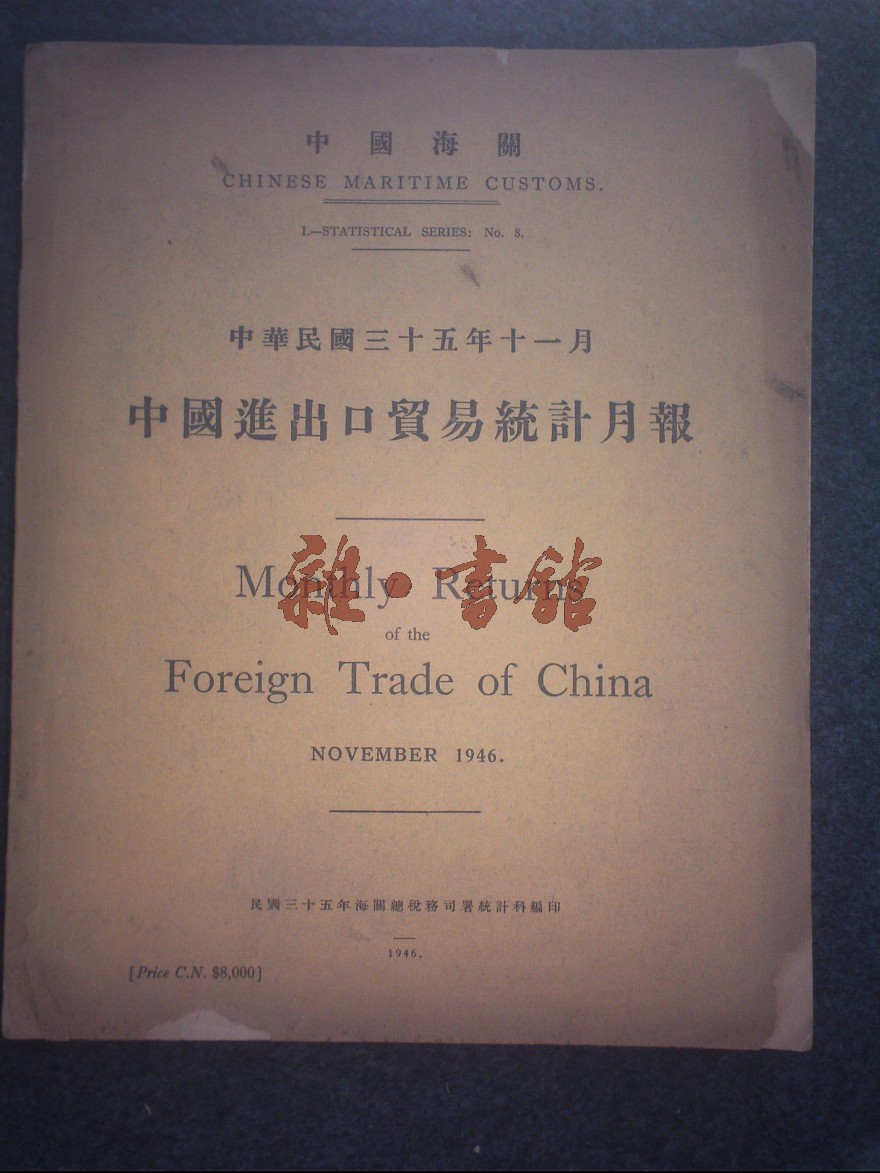 中國海關
CHINESE MARITIME CUSTOMS.
I.—STATISTICAL SERIES: No. 8.
中華民國三十五年十一月
中國進出口貿易統計月報
Monthly Returns
雜·書館
of the
Foreign Trade of China
NOVEMBER 1946.
民國三十五年海關總稅務司署統計科編印
1946.
[Price C.N. $8,000]